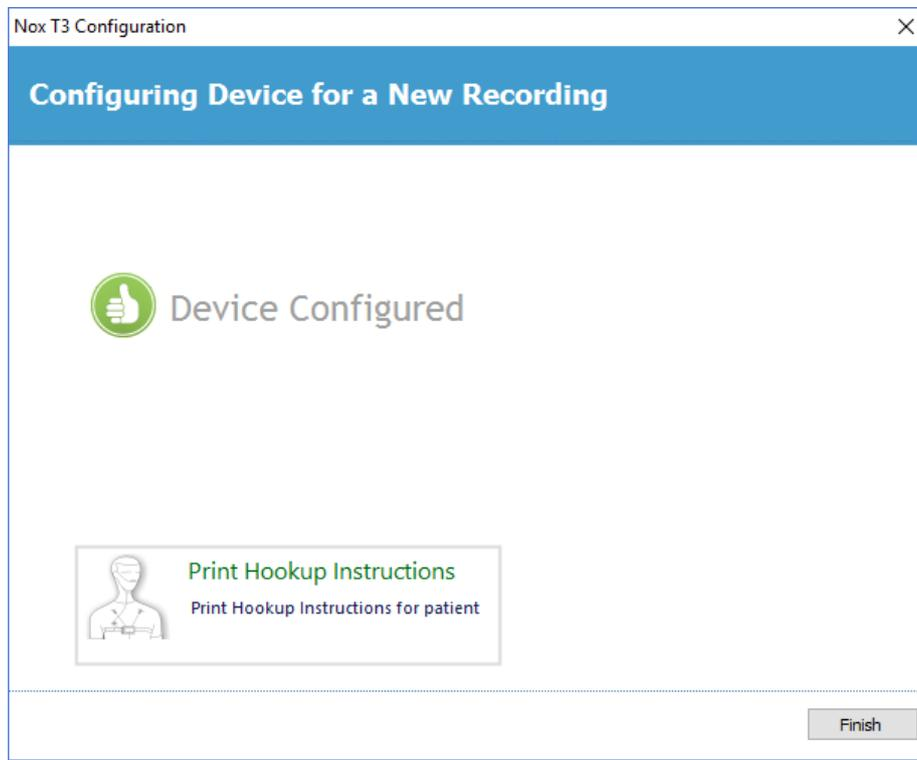 Nox T3 Configuration
Configuring Device for a New Recording
Device Configured
Print Hookup Instructions
Print Hookup Instructions for patient
Finish